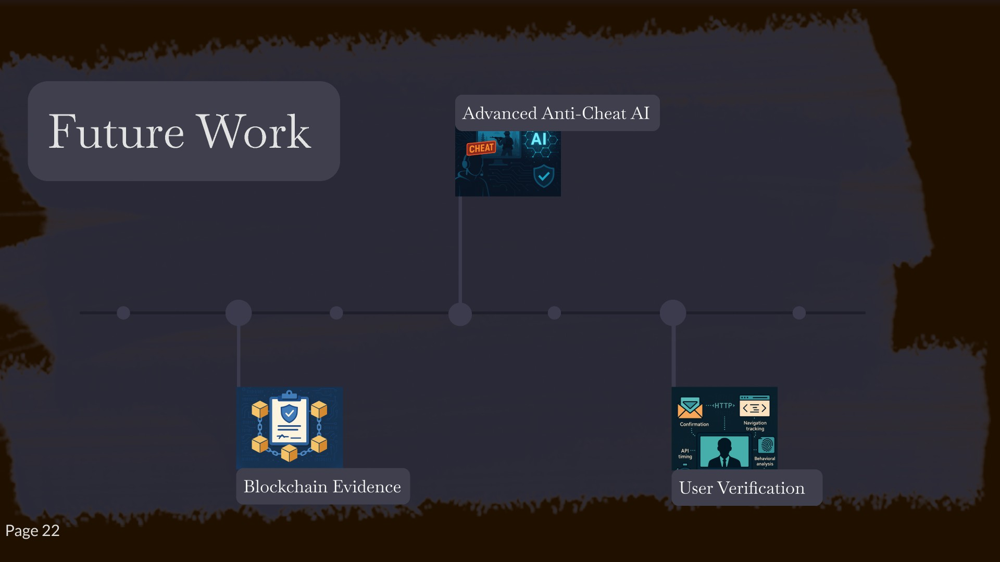 Future Work
Advanced Anti-Cheat AI
CHEAT
AI
Blockchain Evidence
<HTTP>
Confirmation
Navigation
tracking
API
timing
Behavioral
analysis
User Verification
Page 22